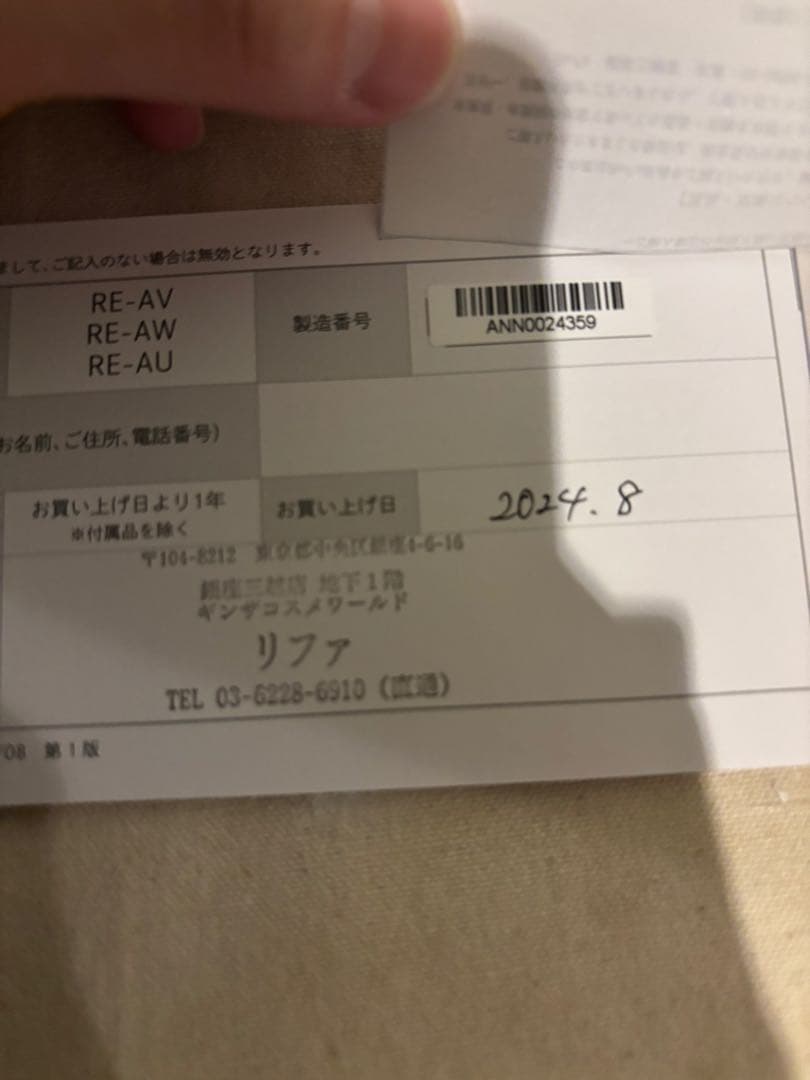 まして、ご記入のない場合は無効となります。
RE-AV
RE-AW
RE-AU
製造番号
ANN0024359
お名前、ご住所、電話番号)
お買い上げ日より1年
※付属品を除く
お買い上げ日
2024.8
〒104-8212 東京都中央区銀座4-6-16
銀座三越店 地下1階
ギンザコスメワールド
リファ
TEL 03-6228-6910 (直通)
'08 第1版